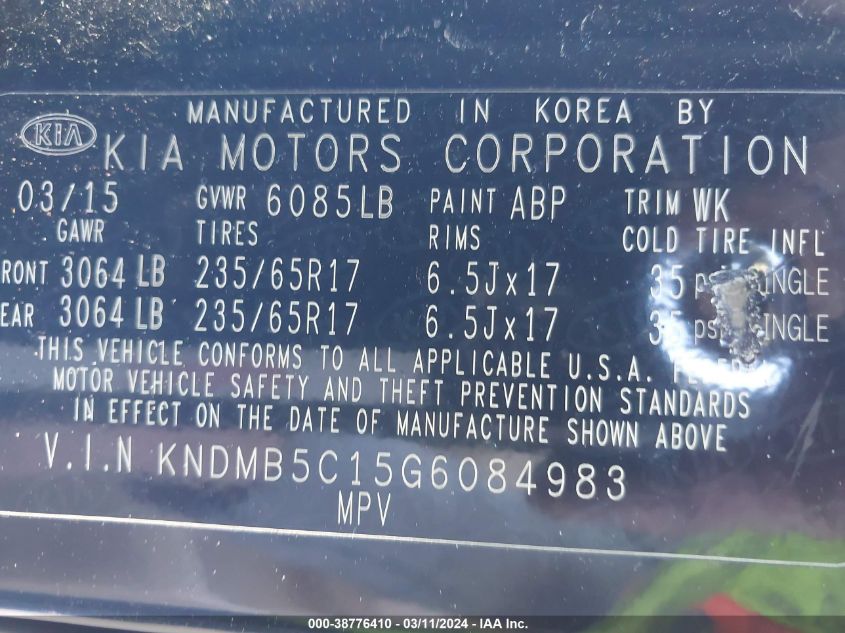 MANUFACTURED IN KOREA BY
KIA KIA MOTORS CORPORATION
03/15 GVWR 6085LB PAINT ABP TRIM WK
GAWR TIRES RIMS COLD TIRE INFL
RONT 3064 LB 235/65R17 6.5Jx17 35 p INGLE
EAR 3064 LB 235/65R17 6.5Jx17 35 ps INGLE
THIS VEHICLE CONFORMS TO ALL APPLICABLE U.S.A.
MOTOR VEHICLE SAFETY AND THEFT PREVENTION STANDARDS
IN EFFECT ON THE DATE OF MANUFACTURE SHOWN ABOVE
V.I.N KNDMB5C15G6084983
MPV
000-38776410 - 03/11/2024 - IAA Inc.